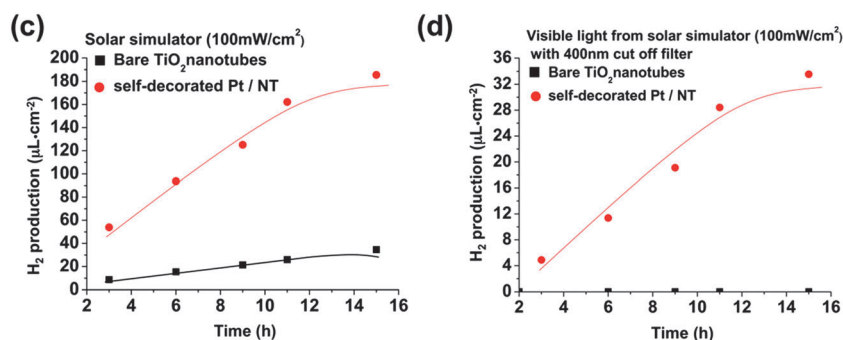 (c)
Solar simulator (100mW/cm²)
Bare TiO₂nanotubes
self-decorated Pt / NT
H₂ production (μL·cm⁻²)
200
180
160
140
120
100
80
60
40
20
0
2 4 6 8 10 12 14 16
Time (h)
(d)
Visible light from solar simulator (100mW/cm²)
with 400nm cut off filter
Bare TiO₂nanotubes
self-decorated Pt / NT
H₂ production (μL·cm⁻²)
36
32
28
24
20
16
12
8
4
0
2 4 6 8 10 12 14 16
Time (h)